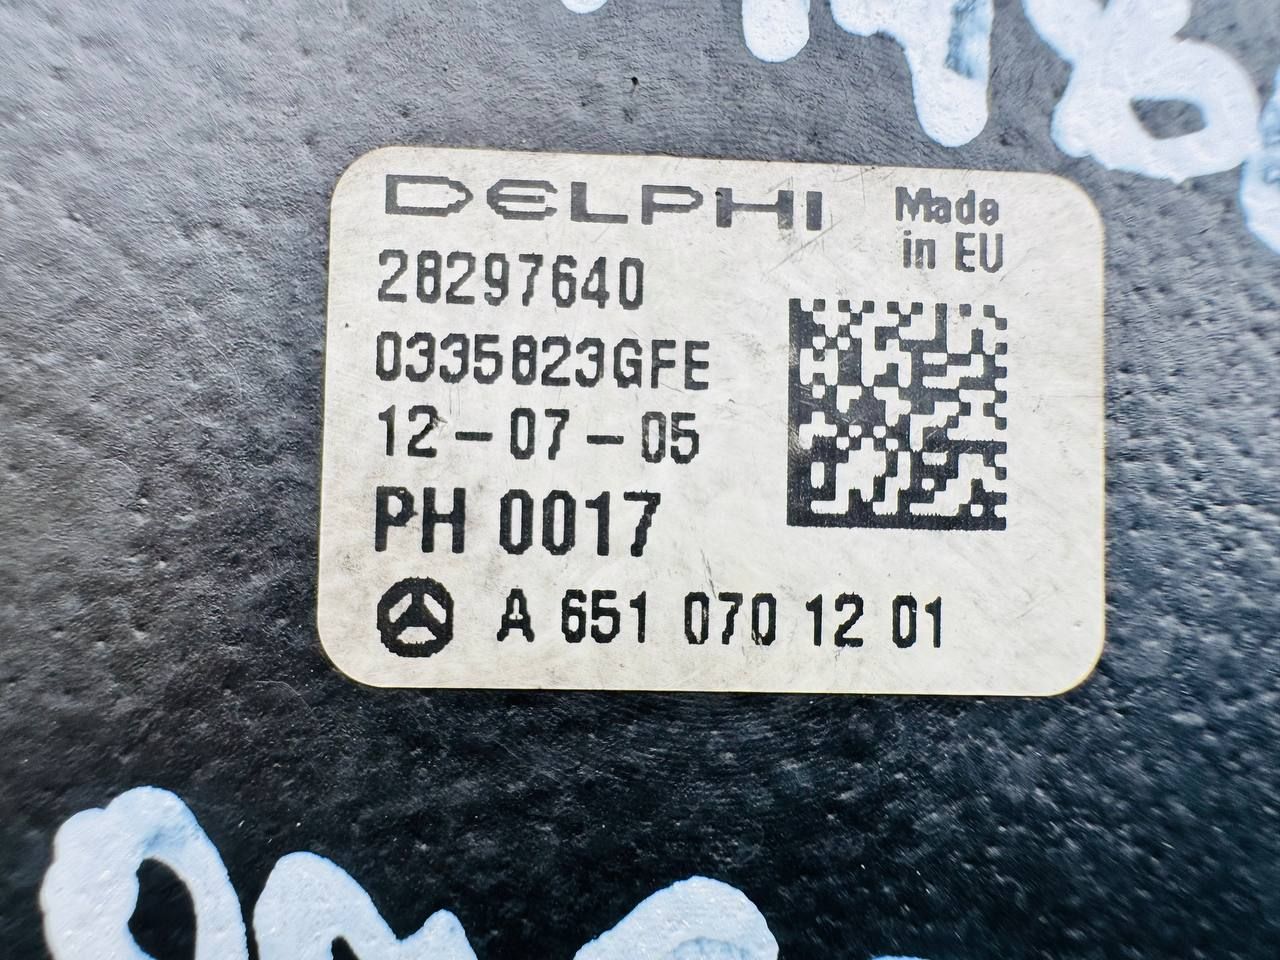 DELPHI
Made
in EU
28297640
0335823GFE
12-07-05
PH 0017
A 651 070 12 01